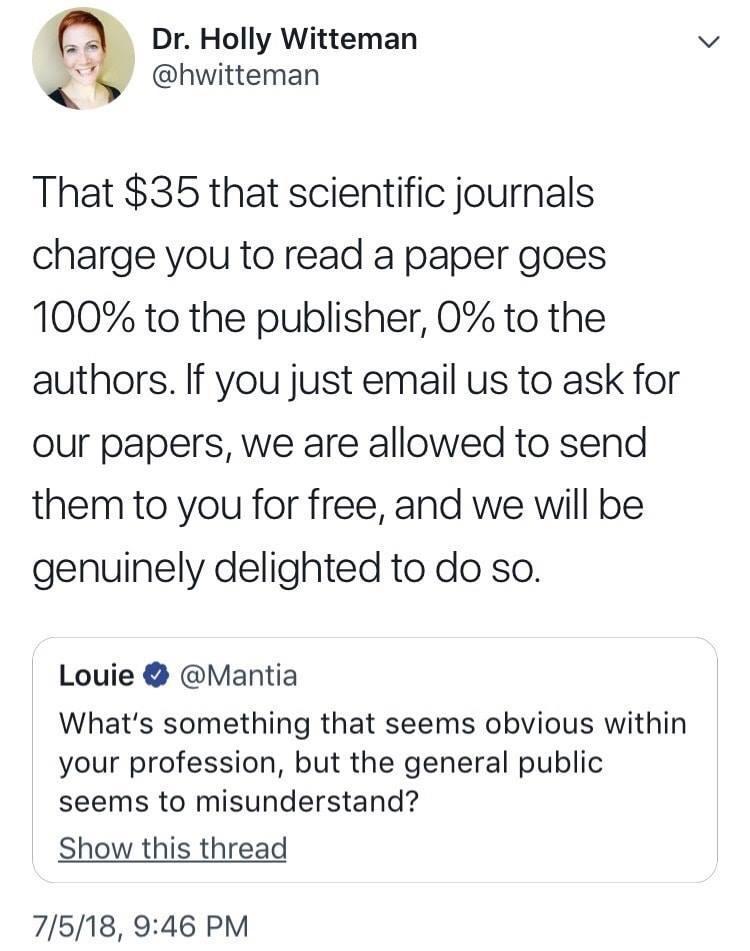 Dr. Holly Witteman
@hwitteman
That $35 that scientific journals
charge you to read a paper goes
100% to the publisher, 0% to the
authors. If you just email us to ask for
our papers, we are allowed to send
them to you for free, and we will be
genuinely delighted to do so.
Louie @Mantia
What's something that seems obvious within
your profession, but the general public
seems to misunderstand?
Show this thread
7/5/18, 9:46 PM